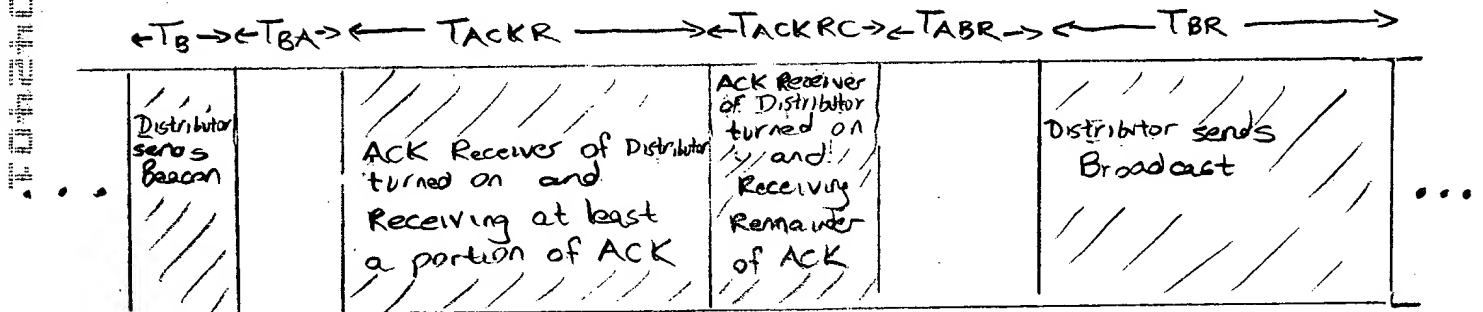 ←TB→←TBA→←—— TACKR ——→←TACKRC→←TABR→←—— TBR ——→
Distributor
sends
Beacon
ACK Receiver of Distributor
turned on and
Receiving at least
a portion of ACK
ACK Receiver
of Distributor
turned on
and
Receiving
Remainder
of ACK
Distributor sends
Broadcast
...
...